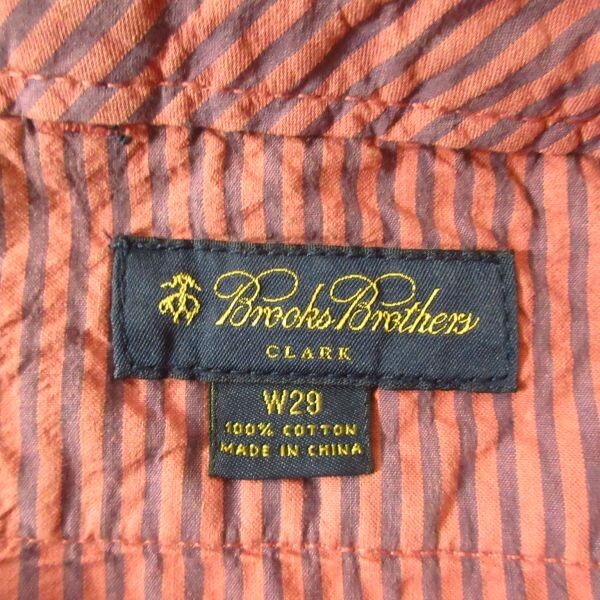 Brooks Brothers
CLARK
W29
100% COTTON
MADE IN CHINA